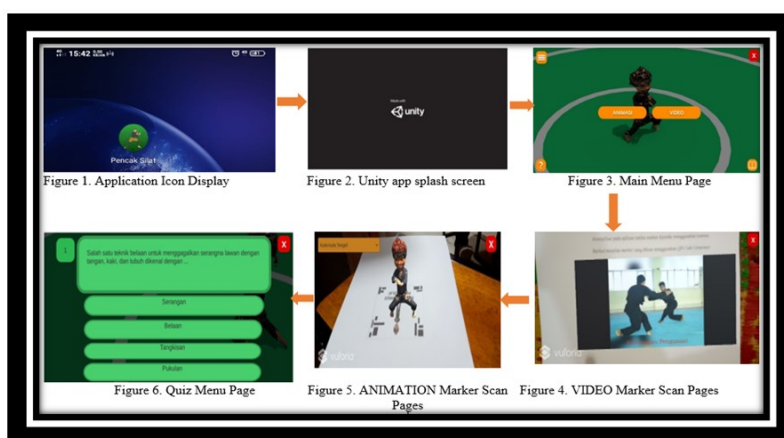 15:42
Pencak Silat
Figure 1. Application Icon Display
unity
Figure 2. Unity app splash screen
X
ANIMASI
VIDEO
?
Figure 3. Main Menu Page
1
Salah satu teknik belaan untuk menggagalkan serangna lawan dengan
tangan, kaki, dan tubuh dikenal dengan ...
X
Serangan
Belaan
Tangkisan
Pukulan
Figure 6. Quiz Menu Page
X
vuforia
Figure 5. ANIMATION Marker Scan
Pages
X
vuforia
Figure 4. VIDEO Marker Scan Pages